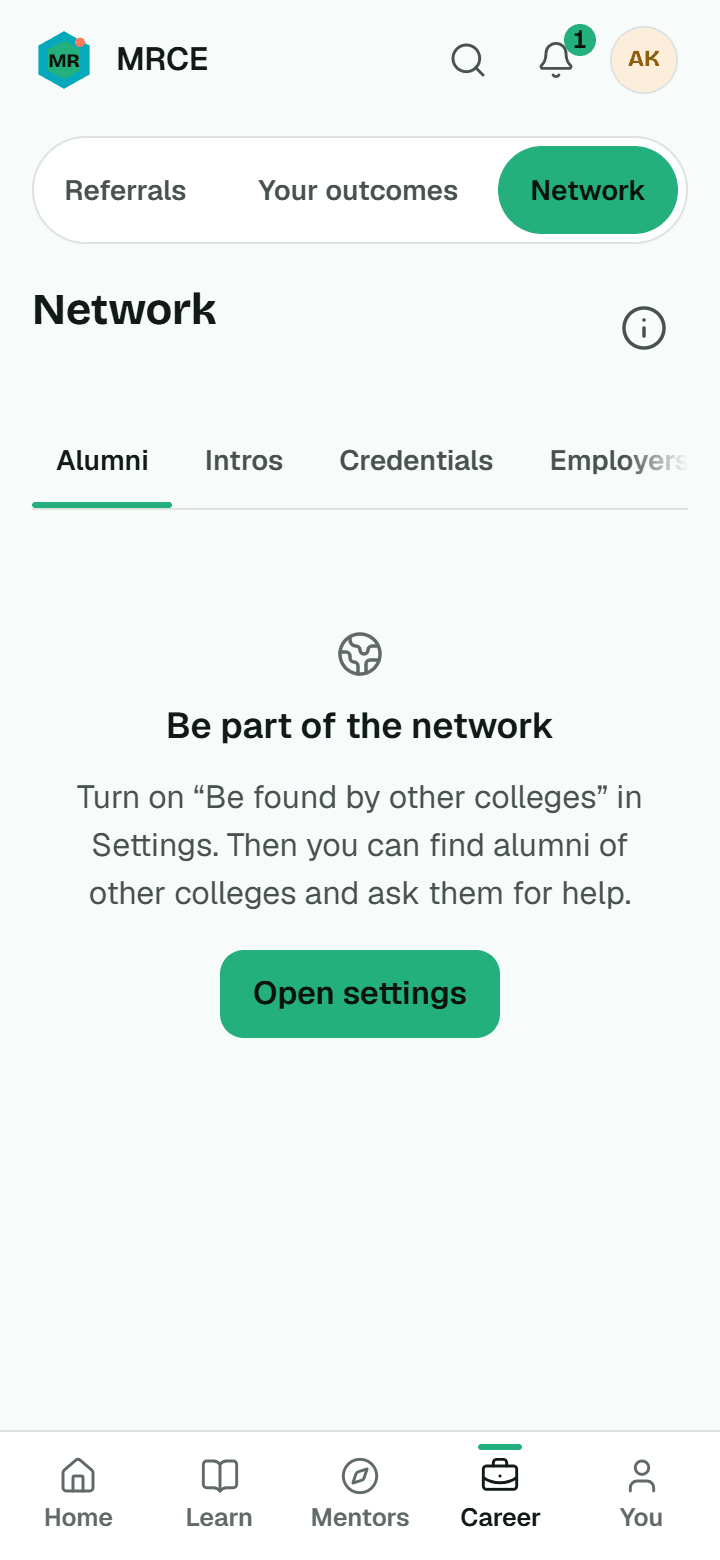 MR
MRCE
1
AK
Referrals
Your outcomes
Network
Network
Alumni
Intros
Credentials
Employers
Be part of the network
Turn on “Be found by other colleges” in
Settings. Then you can find alumni of
other colleges and ask them for help.
Open settings
Home
Learn
Mentors
Career
You